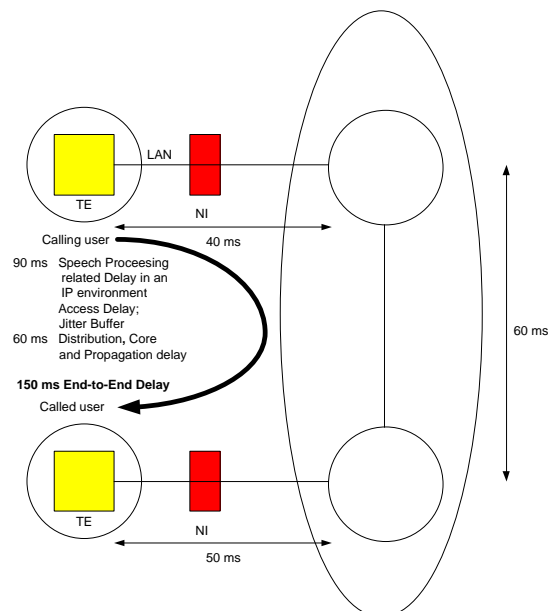 LAN
TE
NI
Calling user
40 ms
90 ms Speech Proceesing
related Delay in an
IP environment
Access Delay;
Jitter Buffer
60 ms Distribution, Core
and Propagation delay
60 ms
150 ms End-to-End Delay
Called user
TE
NI
50 ms